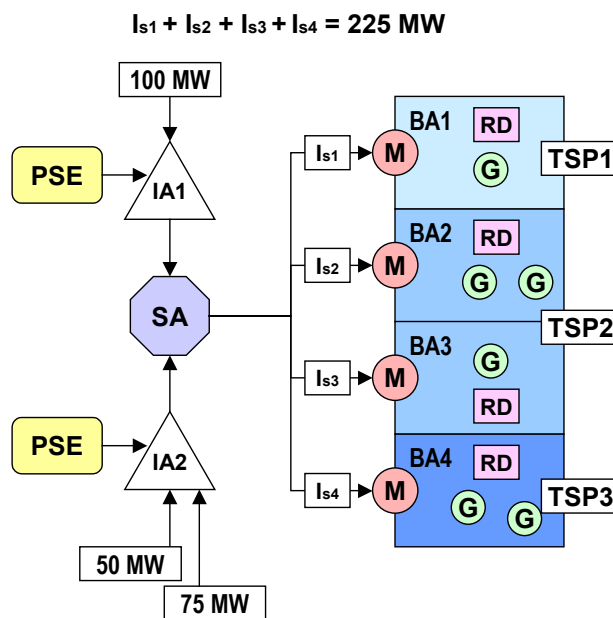 Is1 + Is2 + Is3 + Is4 = 225 MW
100 MW
PSE
IA1
SA
PSE
IA2
50 MW
75 MW
Is1
M
BA1
RD
G
TSP1
Is2
M
BA2
RD
G
G
TSP2
Is3
M
BA3
G
RD
Is4
M
BA4
RD
G
G
TSP3